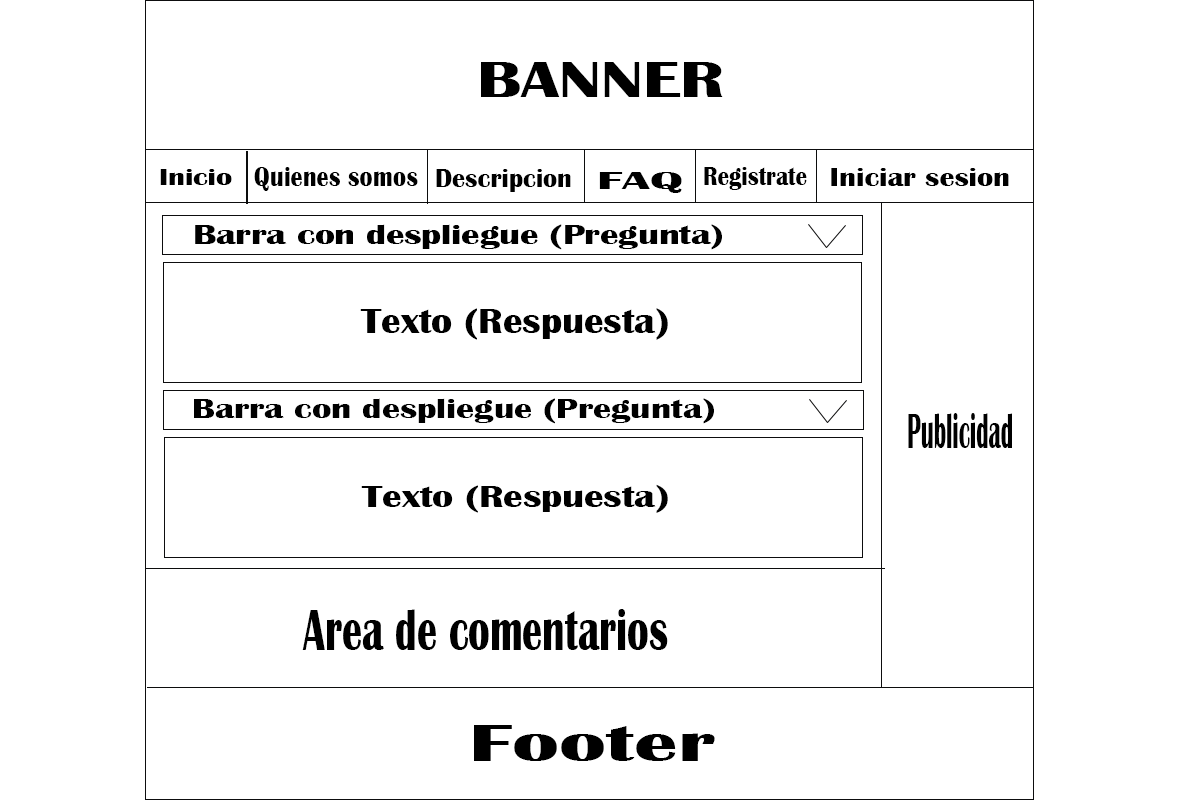 BANNER
Inicio Quienes somos Descripcion FAQ Registrate Iniciar sesion
Barra con despliegue (Pregunta)
Texto (Respuesta)
Barra con despliegue (Pregunta)
Publicidad
Texto (Respuesta)
Area de comentarios
Footer